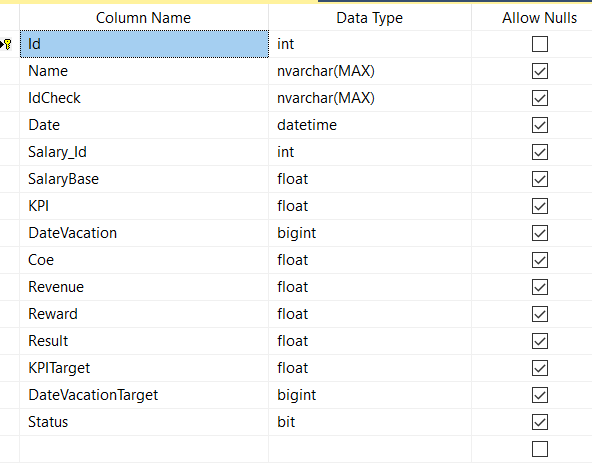 Column Name Data Type Allow Nulls
Id int
Name nvarchar(MAX)
IdCheck nvarchar(MAX)
Date datetime
Salary_Id int
SalaryBase float
KPI float
DateVacation bigint
Coe float
Revenue float
Reward float
Result float
KPITarget float
DateVacationTarget bigint
Status bit